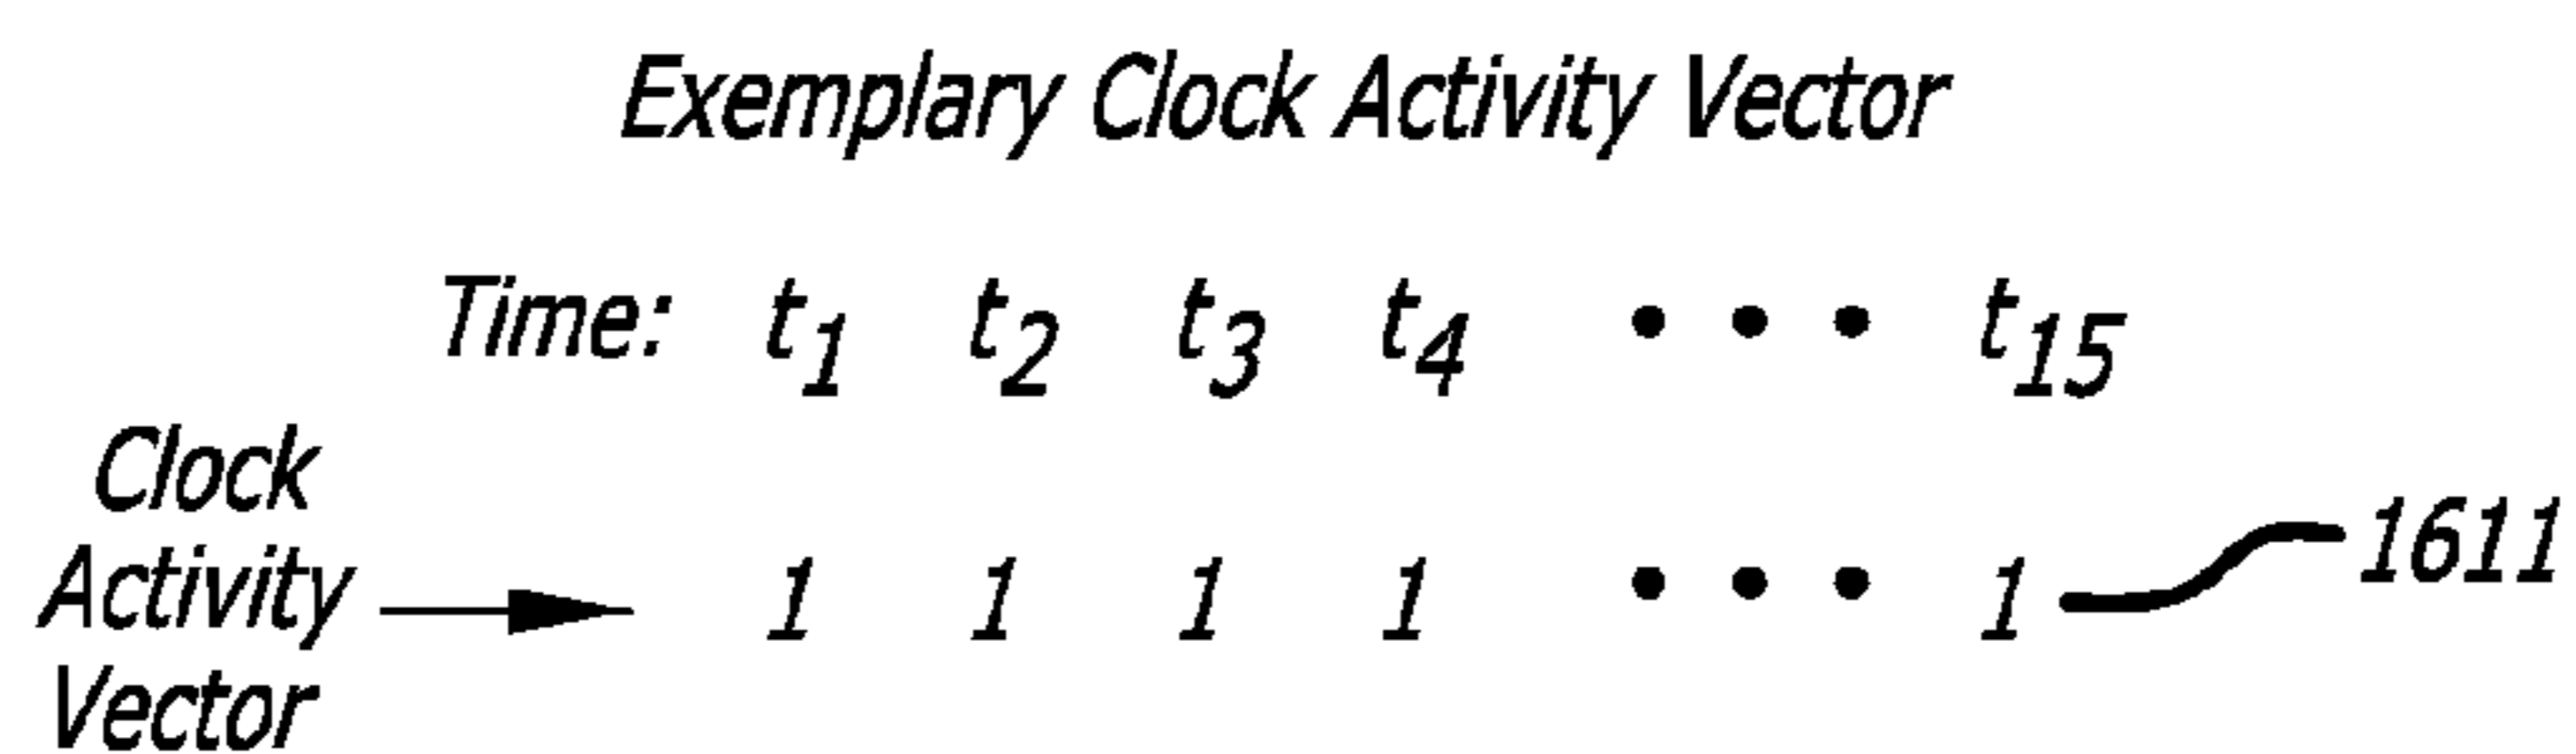 Exemplary Clock Activity Vector
Time: t1 t2 t3 t4 • • • t15
Clock
Activity
Vector
1 1 1 1 • • • 1
1611